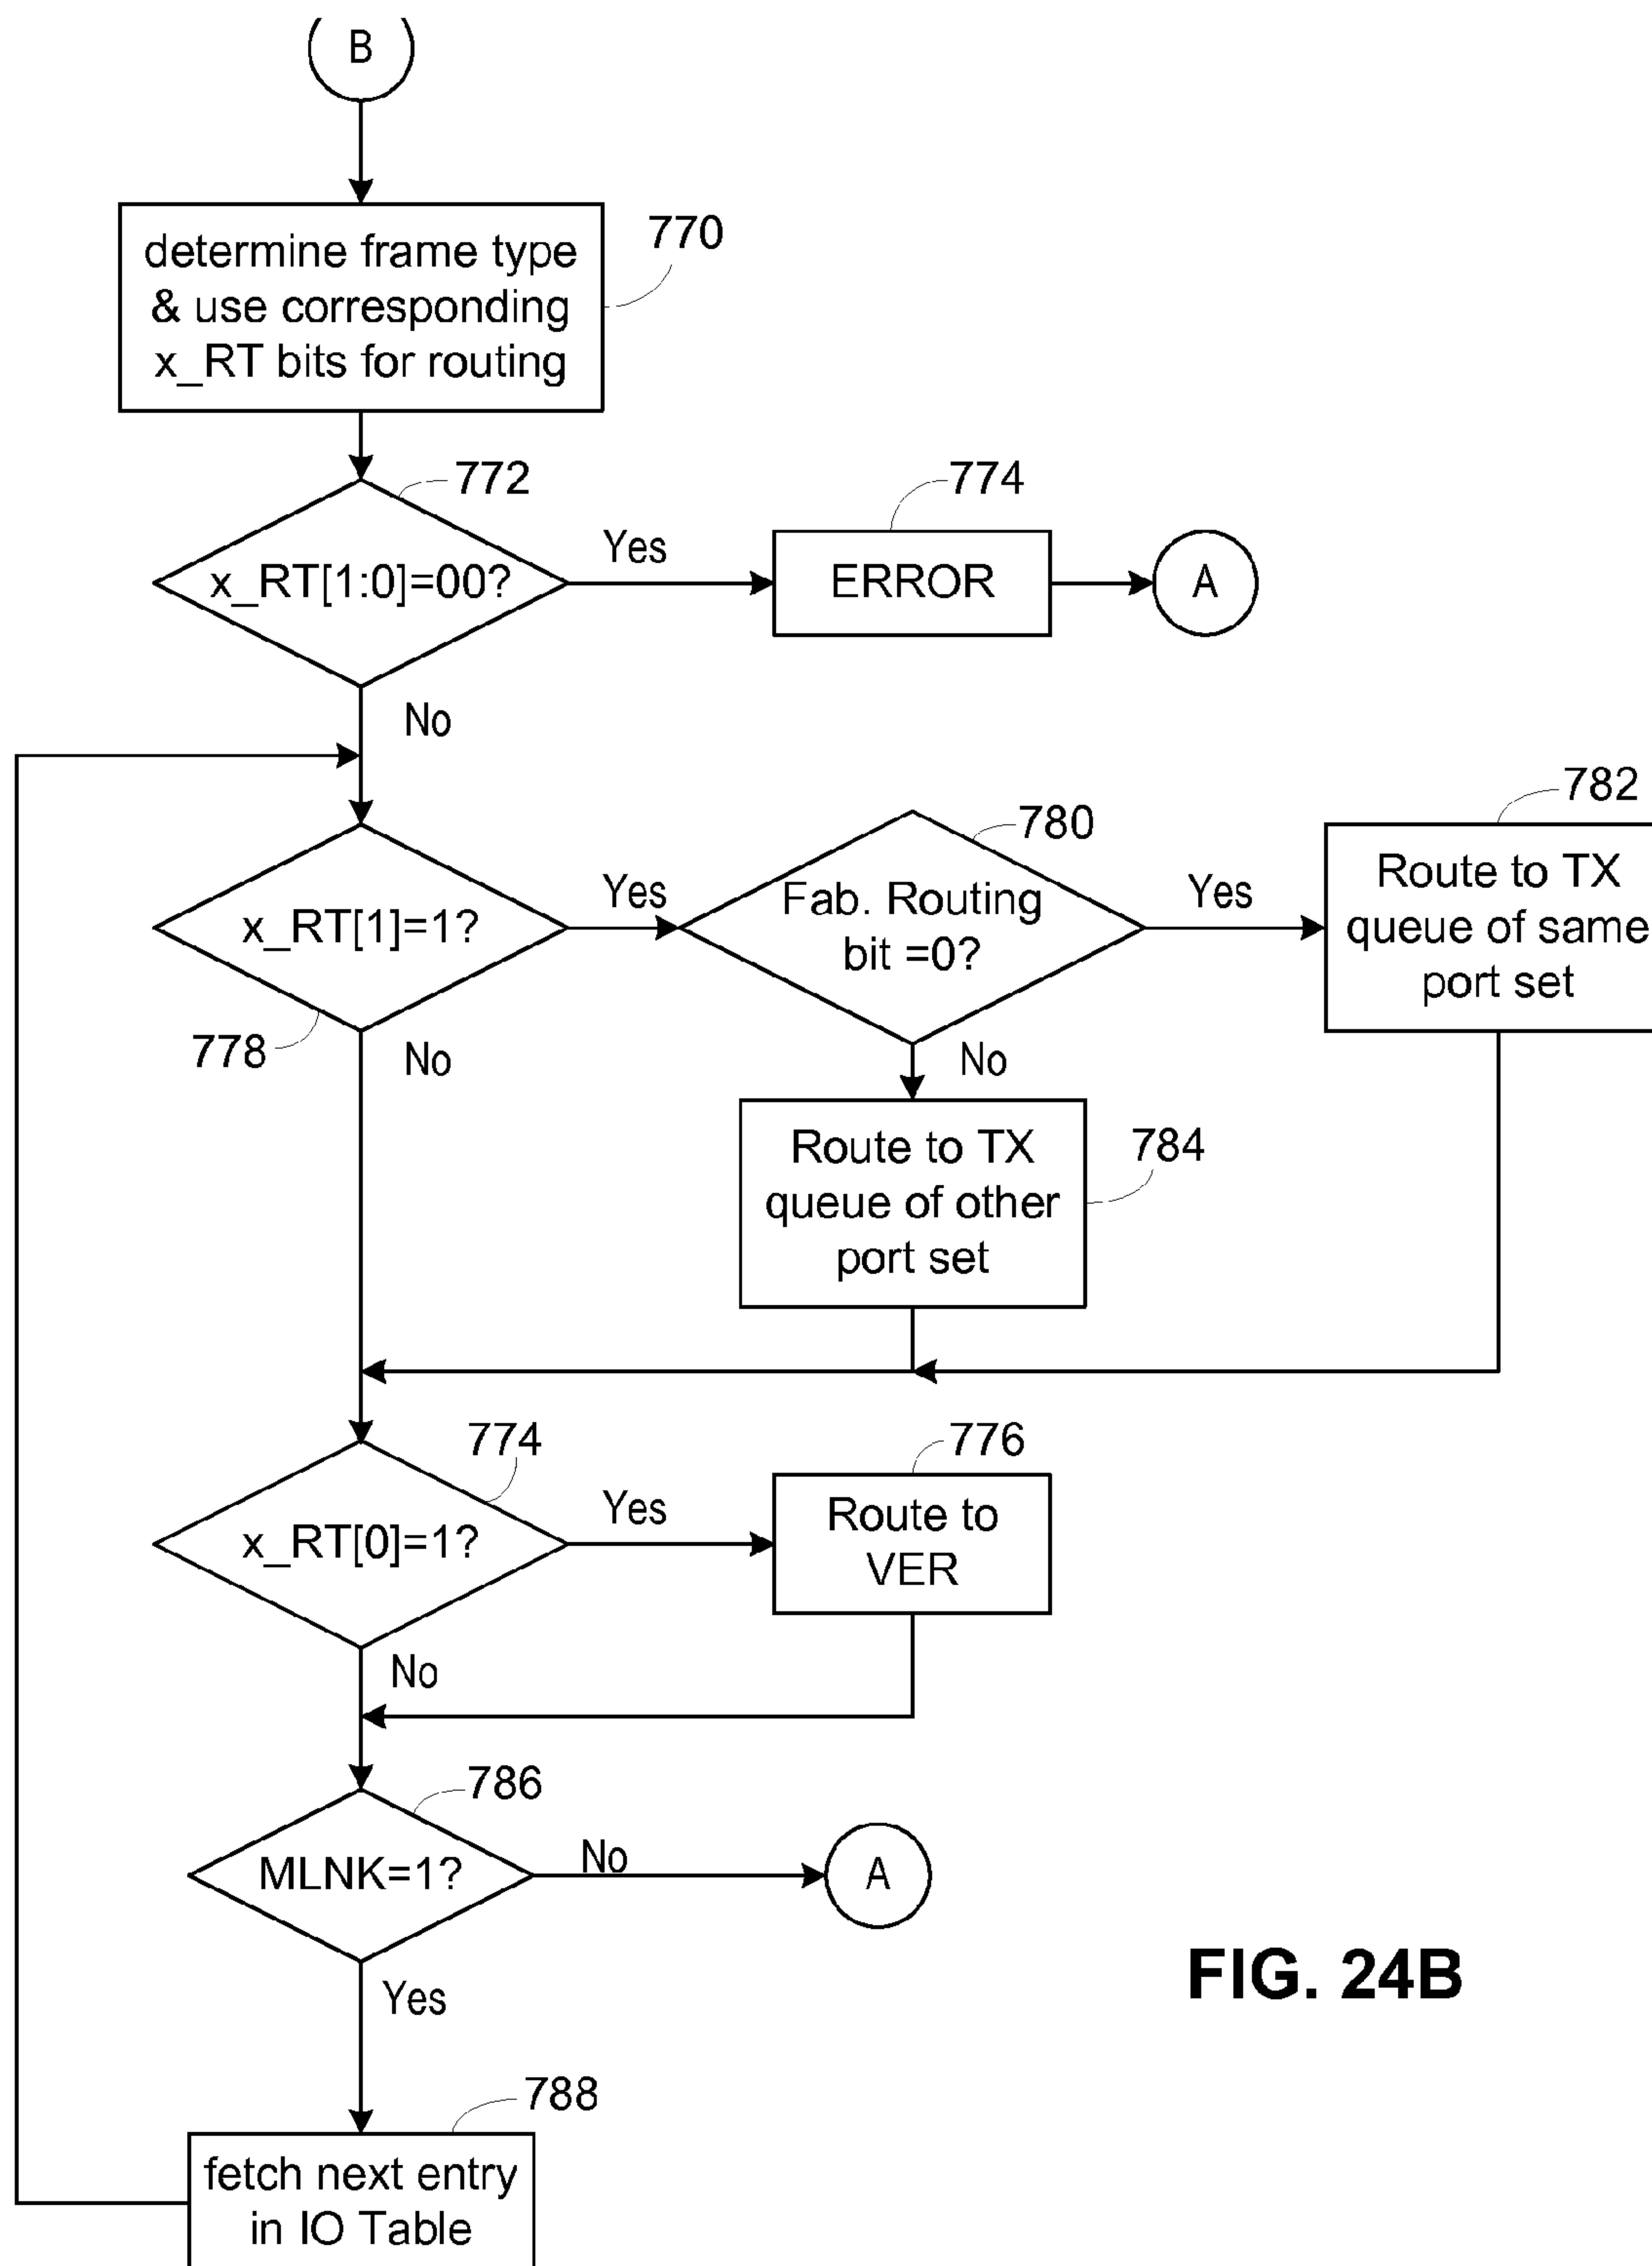 B
determine frame type
& use corresponding
x_RT bits for routing
770
772
x_RT[1:0]=00?
Yes
774
ERROR
A
No
778
x_RT[1]=1?
Yes
780
Fab. Routing
bit =0?
Yes
782
Route to TX
queue of same
port set
No
No
Route to TX
queue of other
port set
784
774
x_RT[0]=1?
Yes
776
Route to
VER
No
786
MLNK=1?
No
A
Yes
788
fetch next entry
in IO Table
FIG. 24B